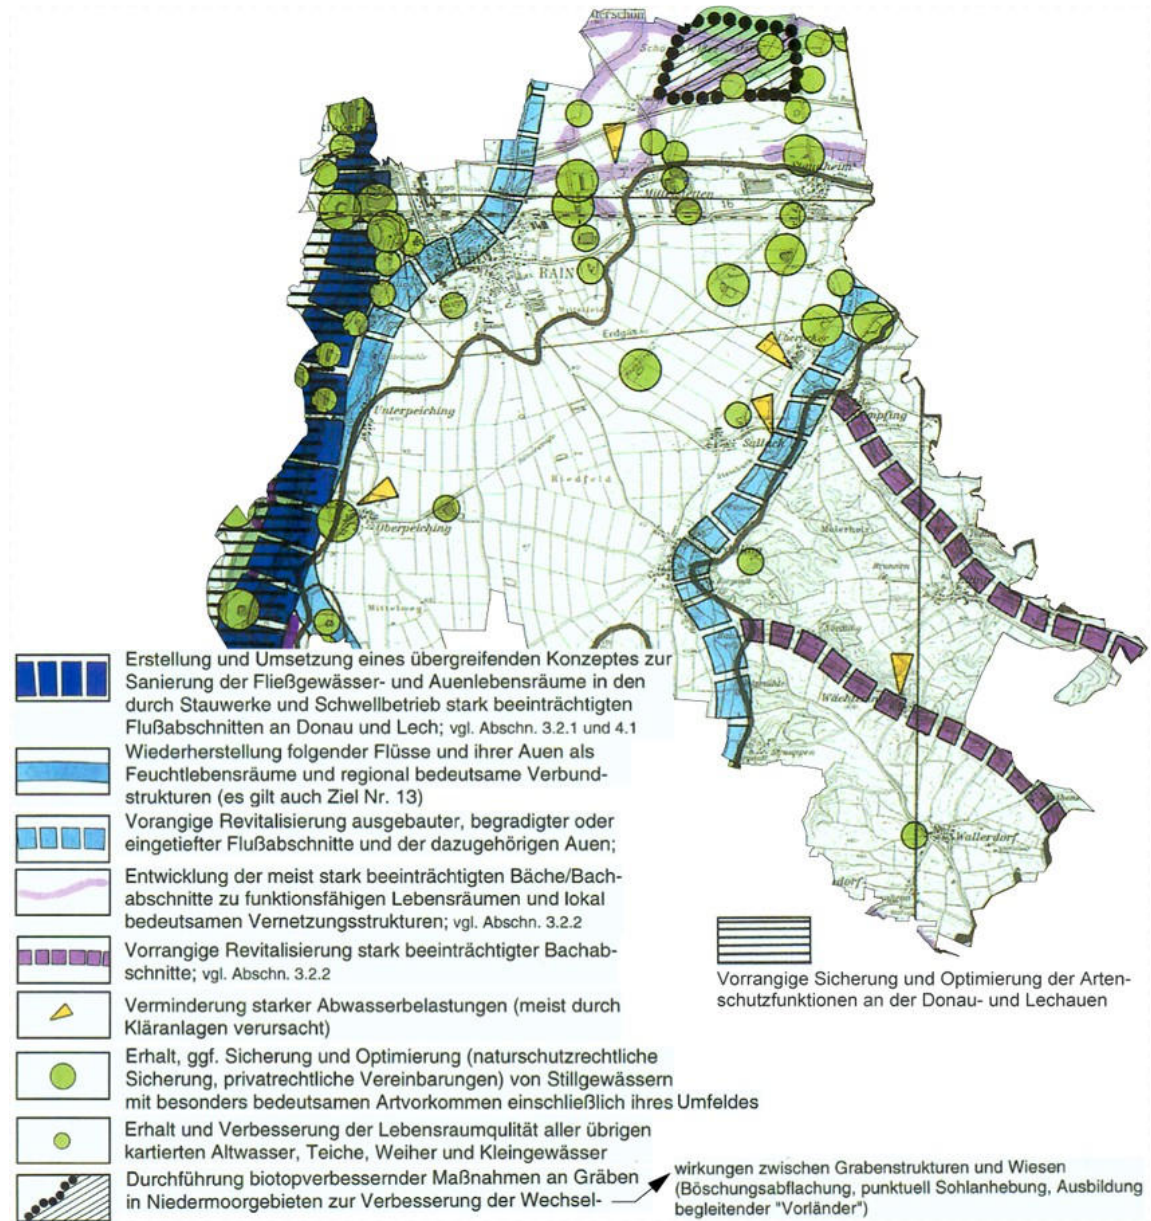 RAIN
Mittelfeld
Erdgas
Unterpeiching
Oberpeiching
Riedfeld
Sallach
Brunnen
Mittelweg
Wallerdorf
Erstellung und Umsetzung eines übergreifenden Konzeptes zur
Sanierung der Fließgewässer- und Auenlebensräume in den
durch Stauwerke und Schwellbetrieb stark beeinträchtigten
Flußabschnitten an Donau und Lech; vgl. Abschn. 3.2.1 und 4.1
Wiederherstellung folgender Flüsse und ihrer Auen als
Feuchtlebensräume und regional bedeutsame Verbund-
strukturen (es gilt auch Ziel Nr. 13)
Vorangige Revitalisierung ausgebauter, begradigter oder
eingetiefter Flußabschnitte und der dazugehörigen Auen;
Entwicklung der meist stark beeinträchtigten Bäche/Bach-
abschnitte zu funktionsfähigen Lebensräumen und lokal
bedeutsamen Vernetzungsstrukturen; vgl. Abschn. 3.2.2
Vorrangige Revitalisierung stark beeinträchtigter Bachab-
schnitte; vgl. Abschn. 3.2.2
Verminderung starker Abwasserbelastungen (meist durch
Kläranlagen verursacht)
Erhalt, ggf. Sicherung und Optimierung (naturschutzrechtliche
Sicherung, privatrechtliche Vereinbarungen) von Stillgewässern
mit besonders bedeutsamen Artvorkommen einschließlich ihres Umfeldes
Erhalt und Verbesserung der Lebensraumqulität aller übrigen
kartierten Altwasser, Teiche, Weiher und Kleingewässer
Durchführung biotopverbessernder Maßnahmen an Gräben
in Niedermoorgebieten zur Verbesserung der Wechsel-
wirkungen zwischen Grabenstrukturen und Wiesen
(Böschungsabflachung, punktuell Sohlanhebung, Ausbildung
begleitender "Vorländer")
Vorrangige Sicherung und Optimierung der Arten-
schutzfunktionen an der Donau- und Lechauen